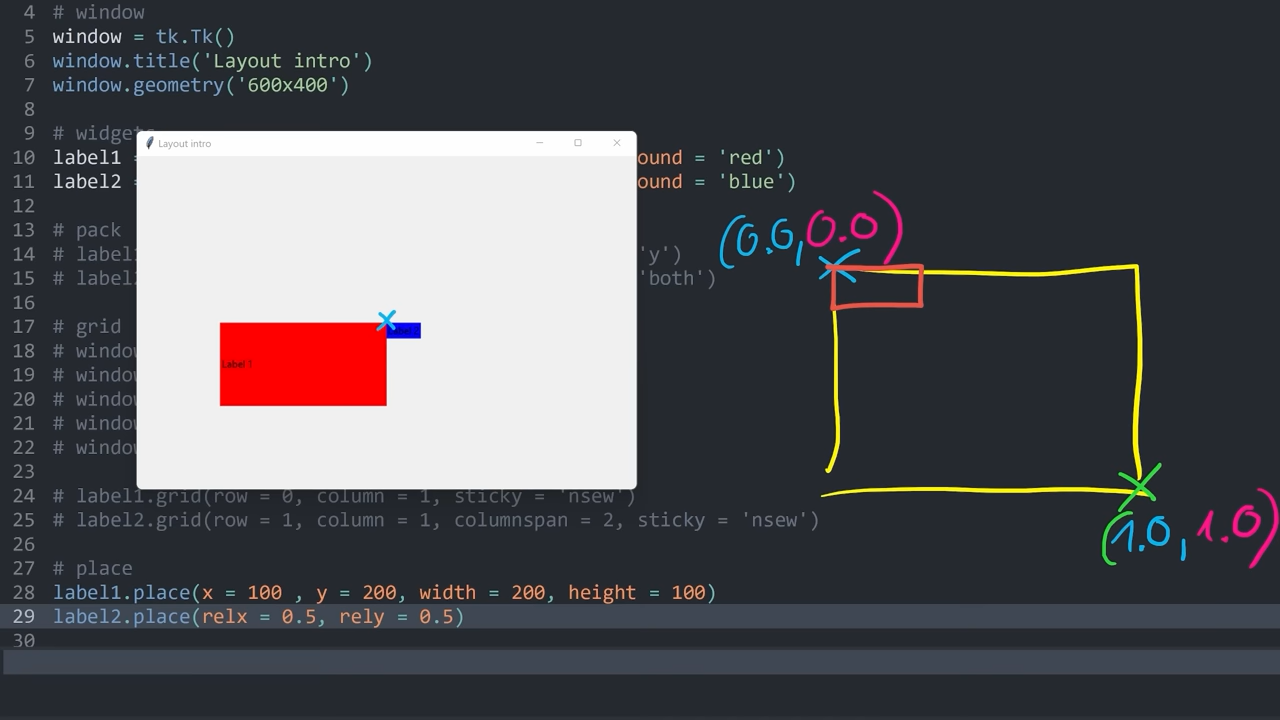 4 # window
5 window = tk.Tk()
6 window.title('Layout intro')
7 window.geometry('600x400')
8
9 # widgets
Layout intro
10 label1 = ound = 'red')
11 label2 = ound = 'blue')
12
13 # pack
14 # label 'y')
15 # label 'both')
16
17 # grid
18 # window
19 # window
20 # window
21 # window
22 # window
23
24 # label1.grid(row = 0, column = 1, sticky = 'nsew')
25 # label2.grid(row = 1, column = 1, columnspan = 2, sticky = 'nsew')
26
27 # place
28 label1.place(x = 100 , y = 200, width = 200, height = 100)
29 label2.place(relx = 0.5, rely = 0.5)
30
Label 1
(0.0, 0.0)
(1.0, 1.0)